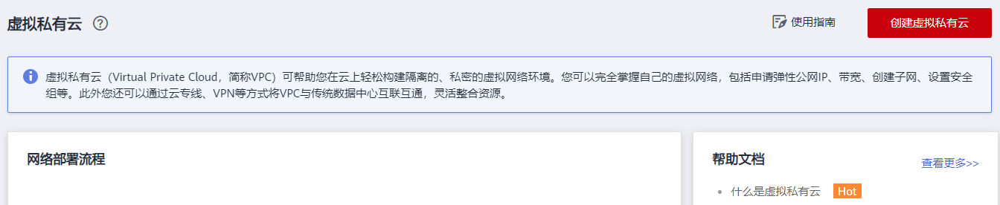 虚拟私有云 ?
使用指南
创建虚拟私有云
虚拟私有云（Virtual Private Cloud，简称VPC）可帮助您在云上轻松构建隔离的、私密的虚拟网络环境。您可以完全掌握自己的虚拟网络，包括申请弹性公网IP、带宽、创建子网、设置安全
组等。此外您还可以通过云专线、VPN等方式将VPC与传统数据中心互联互通，灵活整合资源。
网络部署流程
帮助文档
查看更多>>
什么是虚拟私有云 Hot